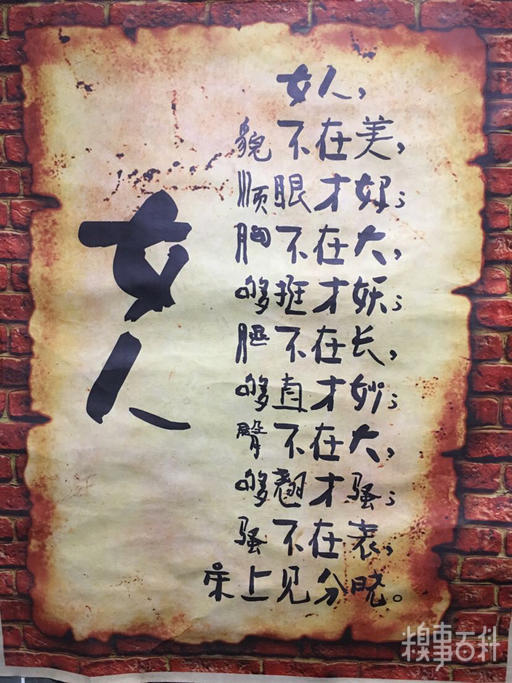 女人
女人，
貌不在美，
顺眼才好；
胸不在大，
够挺才妖；
腿不在长，
够直才妙；
臀不在大，
够翘才骚；
骚不在表，
床上见分晓。
糗事百科